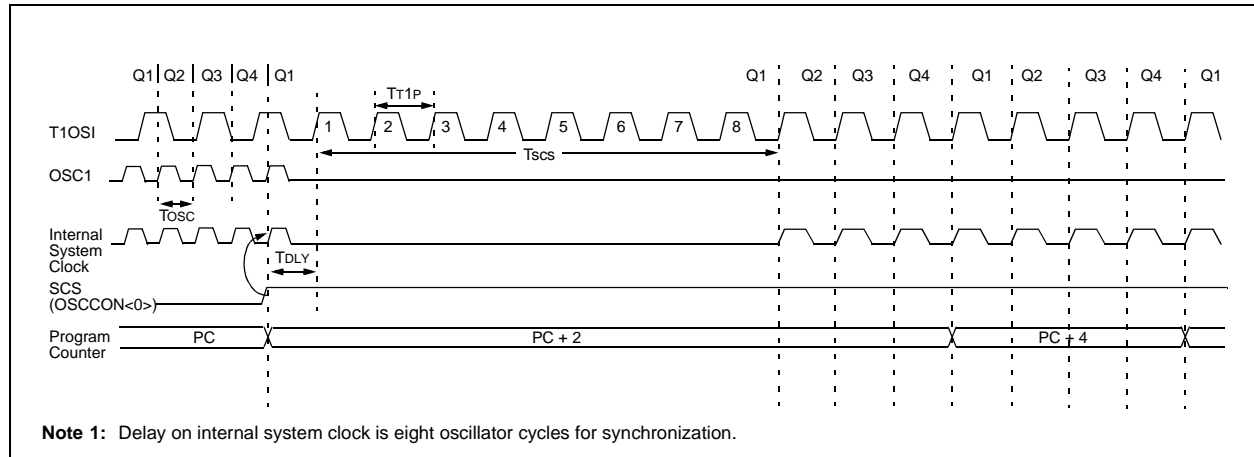 Q1 Q2 Q3 Q4 Q1 Q1 Q2 Q3 Q4 Q1 Q2 Q3 Q4 Q1
TT1P
T1OSI 1 2 3 4 5 6 7 8
TSCS
OSC1
TOSC
Internal
System
Clock
TDLY
SCS
(OSCCON<0>)
Program
Counter
PC PC + 2 PC + 4
Note 1: Delay on internal system clock is eight oscillator cycles for synchronization.